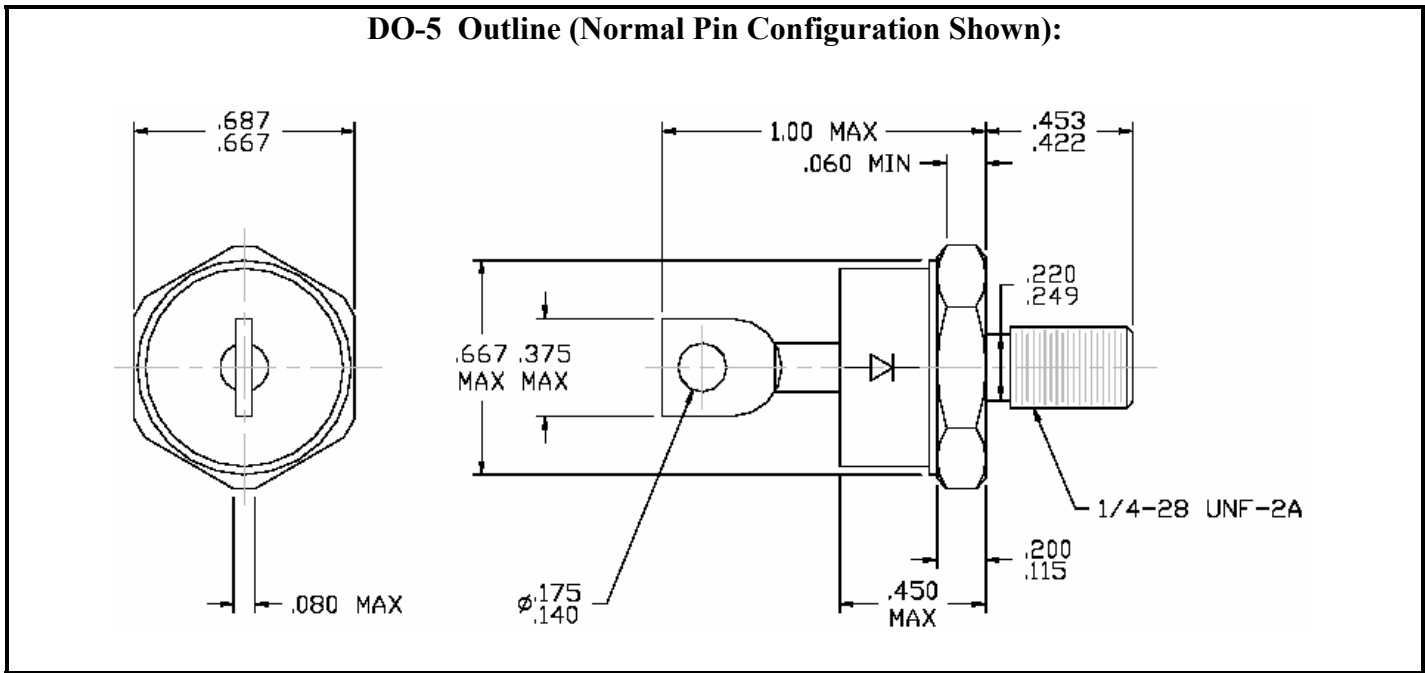 DO-5 Outline (Normal Pin Configuration Shown):
.687
.667
1.00 MAX
.453
.422
.060 MIN
.220
.249
.667 .375
MAX MAX
1/4-28 UNF-2A
.200
.115
.080 MAX
ø.175
.140
.450
MAX